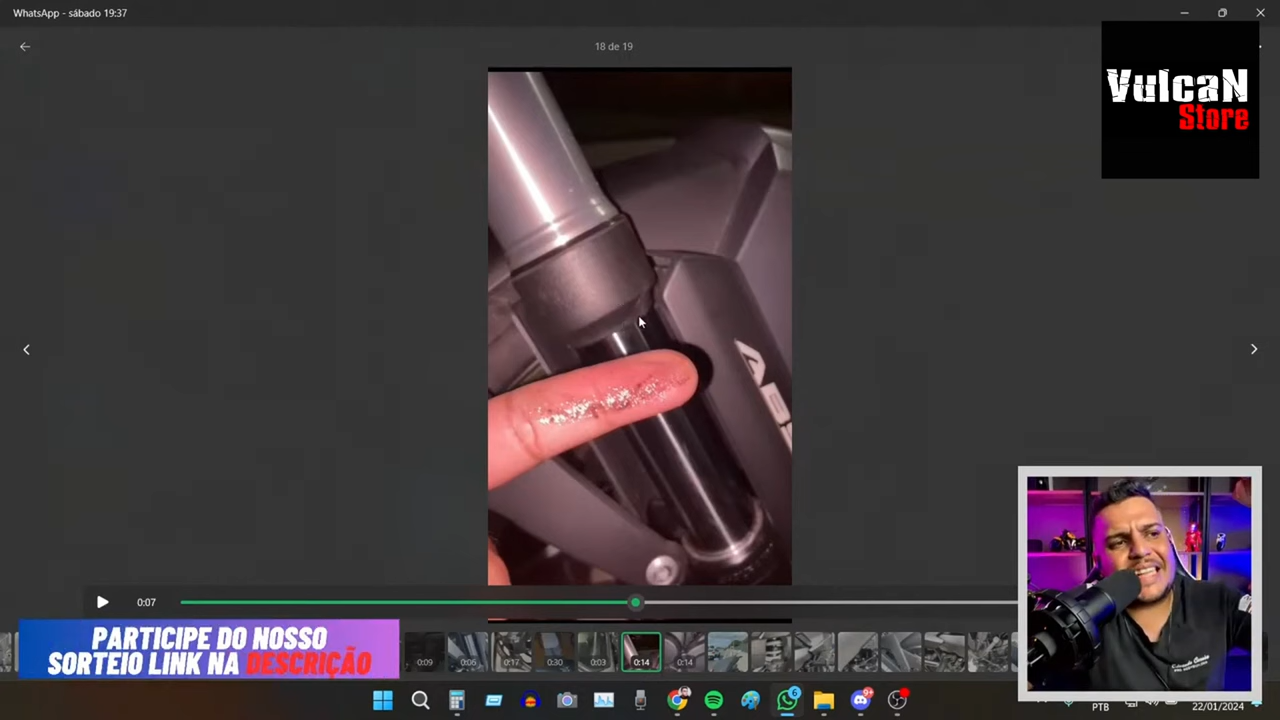 WhatsApp - sábado 19:37
18 de 19
VulcaN
Store
0:07
PARTICIPE DO NOSSO
SORTEIO LINK NA DESCRIÇÃO
0:09
0:06
0:17
0:30
0:03
0:14
0:14
6
PTB
22/01/2024